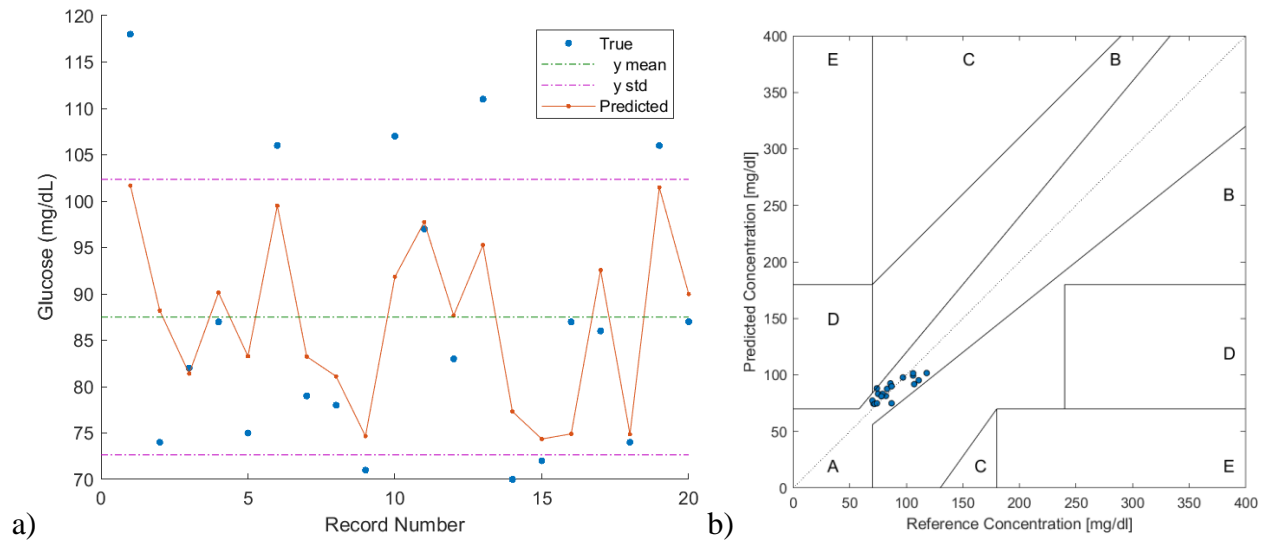 120
115
110
105
100
95
90
85
80
75
70
Glucose (mg/dL)
0
5
10
15
20
Record Number
True
y mean
y std
Predicted
a)
400
350
300
250
200
150
100
50
0
Predicted Concentration [mg/dl]
E
C
B
B
D
D
A
C
E
0
50
100
150
200
250
300
350
400
Reference Concentration [mg/dl]
b)